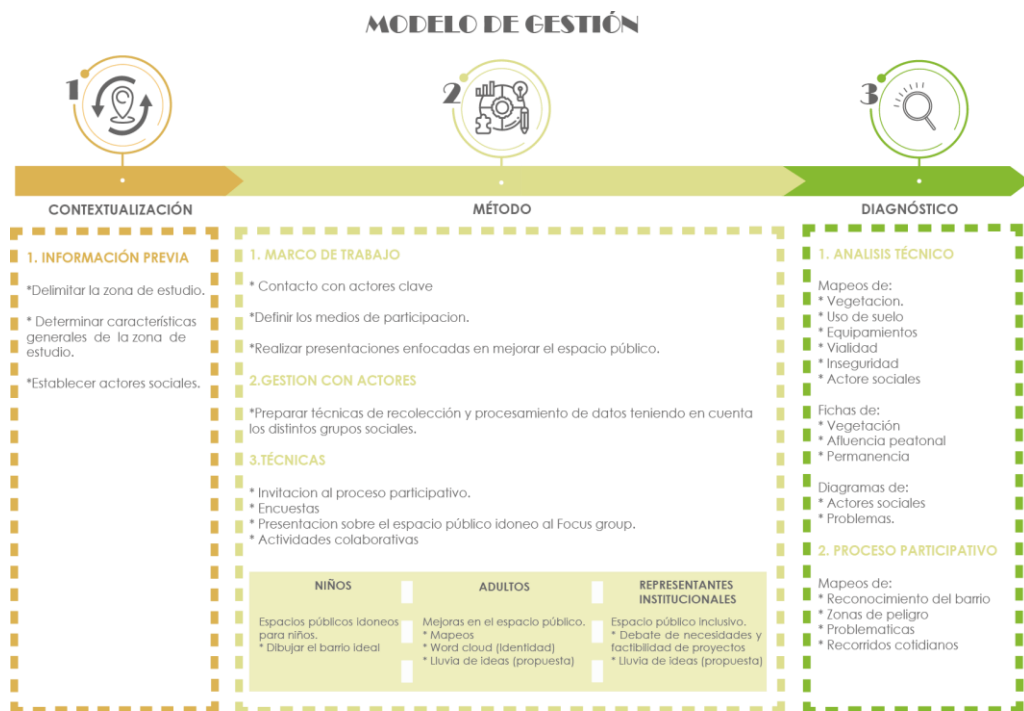 MODELO DE GESTIÓN
1
2
3
CONTEXTUALIZACIÓN
1. INFORMACIÓN PREVIA
*Delimitar la zona de estudio.
* Determinar características
generales de la zona de
estudio.
*Establecer actores sociales.
MÉTODO
1. MARCO DE TRABAJO
* Contacto con actores clave
*Definir los medios de participacion.
*Realizar presentaciones enfocadas en mejorar el espacio público.
2.GESTION CON ACTORES
*Preparar técnicas de recolección y procesamiento de datos teniendo en cuenta
los distintos grupos sociales.
3.TÉCNICAS
* Invitacion al proceso participativo.
* Encuestas
* Presentacion sobre el espacio público idoneo al Focus group.
* Actividades colaborativas
NIÑOS
Espacios públicos idoneos
para niños.
* Dibujar el barrio ideal
ADULTOS
Mejoras en el espacio público.
* Mapeos
* Word cloud (identidad)
* Lluvia de ideas (propuesta)
REPRESENTANTES
INSTITUCIONALES
Espacio público inclusivo.
* Debate de necesidades y
factibilidad de proyectos
* Lluvia de ideas (propuesta)
DIAGNÓSTICO
1. ANALISIS TÉCNICO
Mapeos de:
* Vegetacion.
* Uso de suelo
* Equipamientos
* Vialidad
* Inseguridad
* Actore sociales
Fichas de:
* Vegetación
* Afluencia peatonal
* Permanencia
Diagramas de:
* Actores sociales
* Problemas.
2. PROCESO PARTICIPATIVO
Mapeos de:
* Reconocimiento del barrio
* Zonas de peligro
* Problematicas
* Recorridos cotidianos